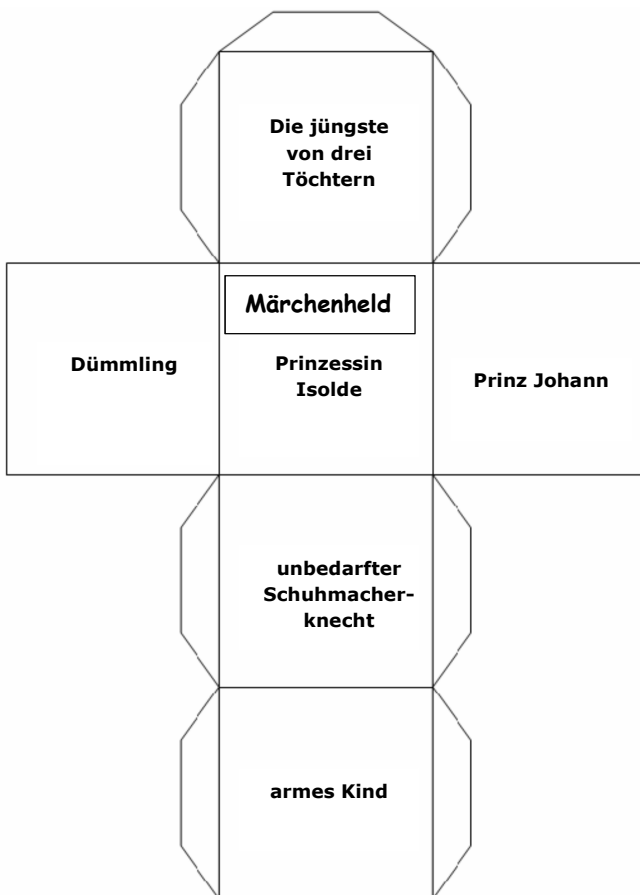 Die jüngste
von drei
Töchtern
Märchenheld
Dümmling
Prinzessin
Isolde
Prinz Johann
unbedarfter
Schuhmacher-
knecht
armes Kind